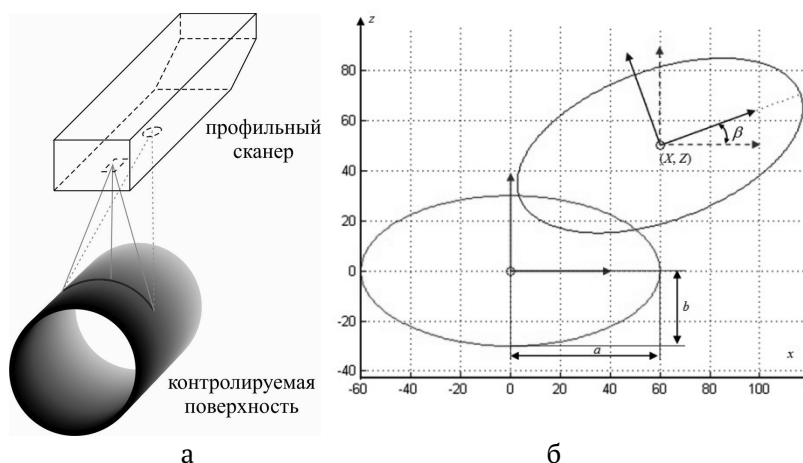 профильный
сканер
контролируемая
поверхность
а
z
80
60
40
20
0
-20
-40
-60 -40 -20 0 20 40 60 80 100
x
β
(X, Z)
b
a
б